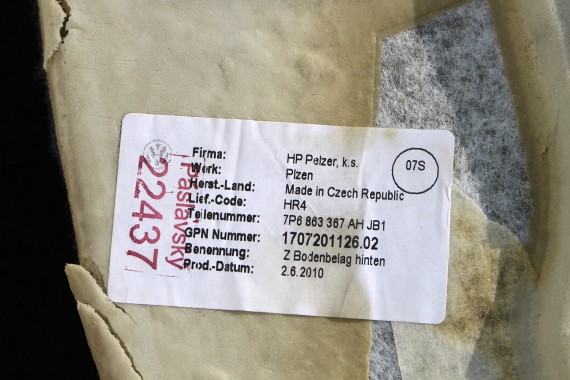 Firma: HP Pelzer, k.s.
Werk: Plzen
Herst.-Land: Made in Czech Republic
Lief.-Code: HR4
Teilenummer: 7P6 863 367 AH JB1
GPN Nummer: 1707201126.02
Benennung: Z Bodenbelag hinten
Prod.-Datum: 2.6.2010
07S
Paslavsky
22437